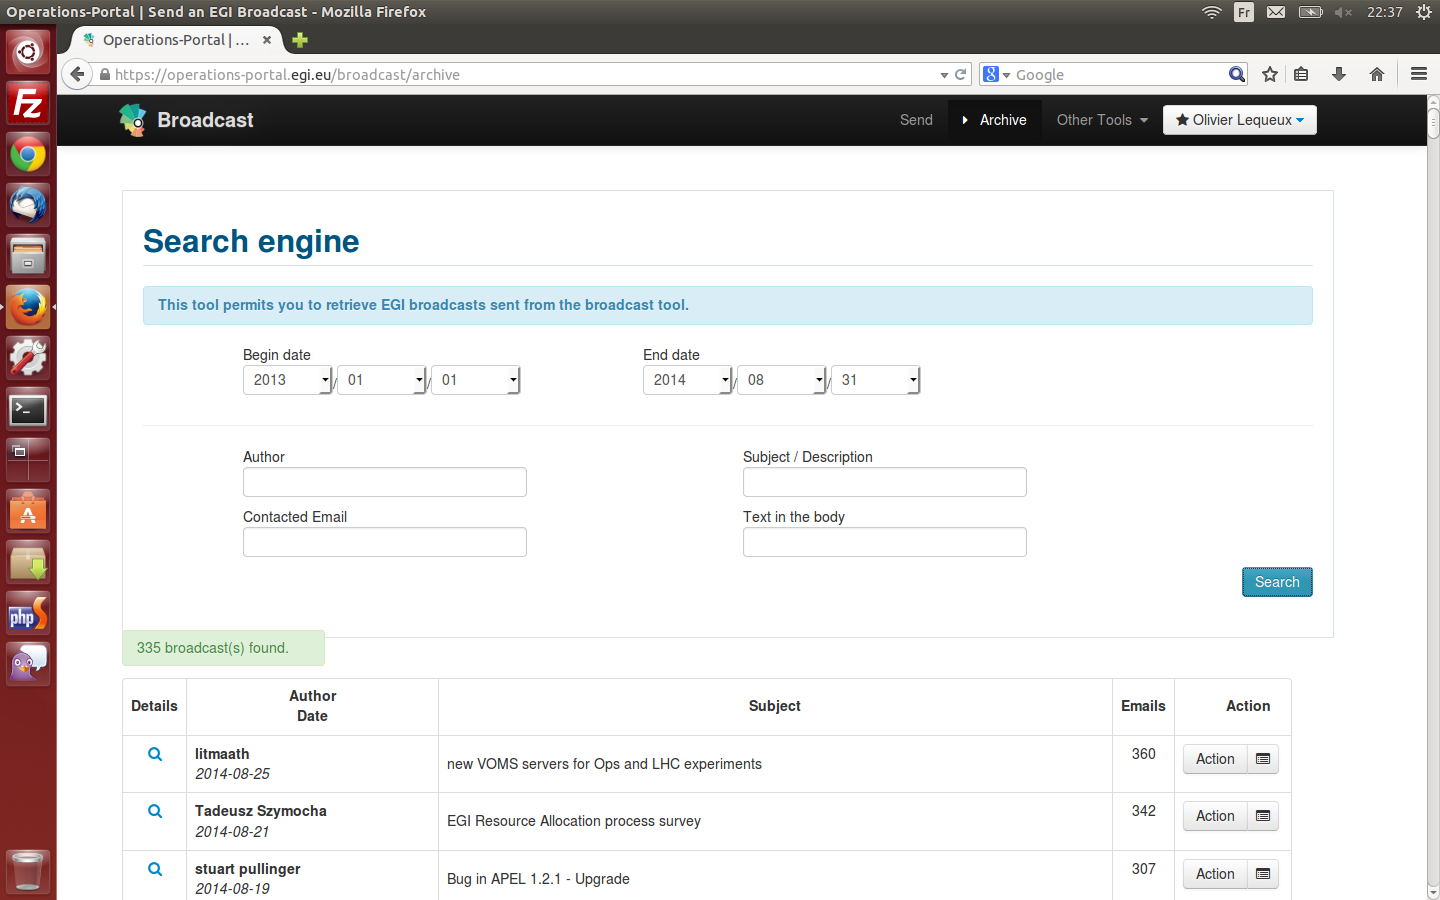 Operations-Portal | Send an EGI Broadcast - Mozilla Firefox
Fr
22:37
Operations-Portal | ...
https://operations-portal.egi.eu/broadcast/archive
8
Google
Broadcast
Send
Archive
Other Tools
Olivier Lequeux
Search engine
This tool permits you to retrieve EGI broadcasts sent from the broadcast tool.
Begin date
End date
2013 / 01 / 01
2014 / 08 / 31
Author
Subject / Description
Contacted Email
Text in the body
Search
335 broadcast(s) found.
Details
Author
Date
Subject
Emails
Action
litmaath
2014-08-25
new VOMS servers for Ops and LHC experiments
360
Action
Tadeusz Szymocha
2014-08-21
EGI Resource Allocation process survey
342
Action
stuart pullinger
2014-08-19
Bug in APEL 1.2.1 - Upgrade
307
Action
Fz
>_
A
php
S